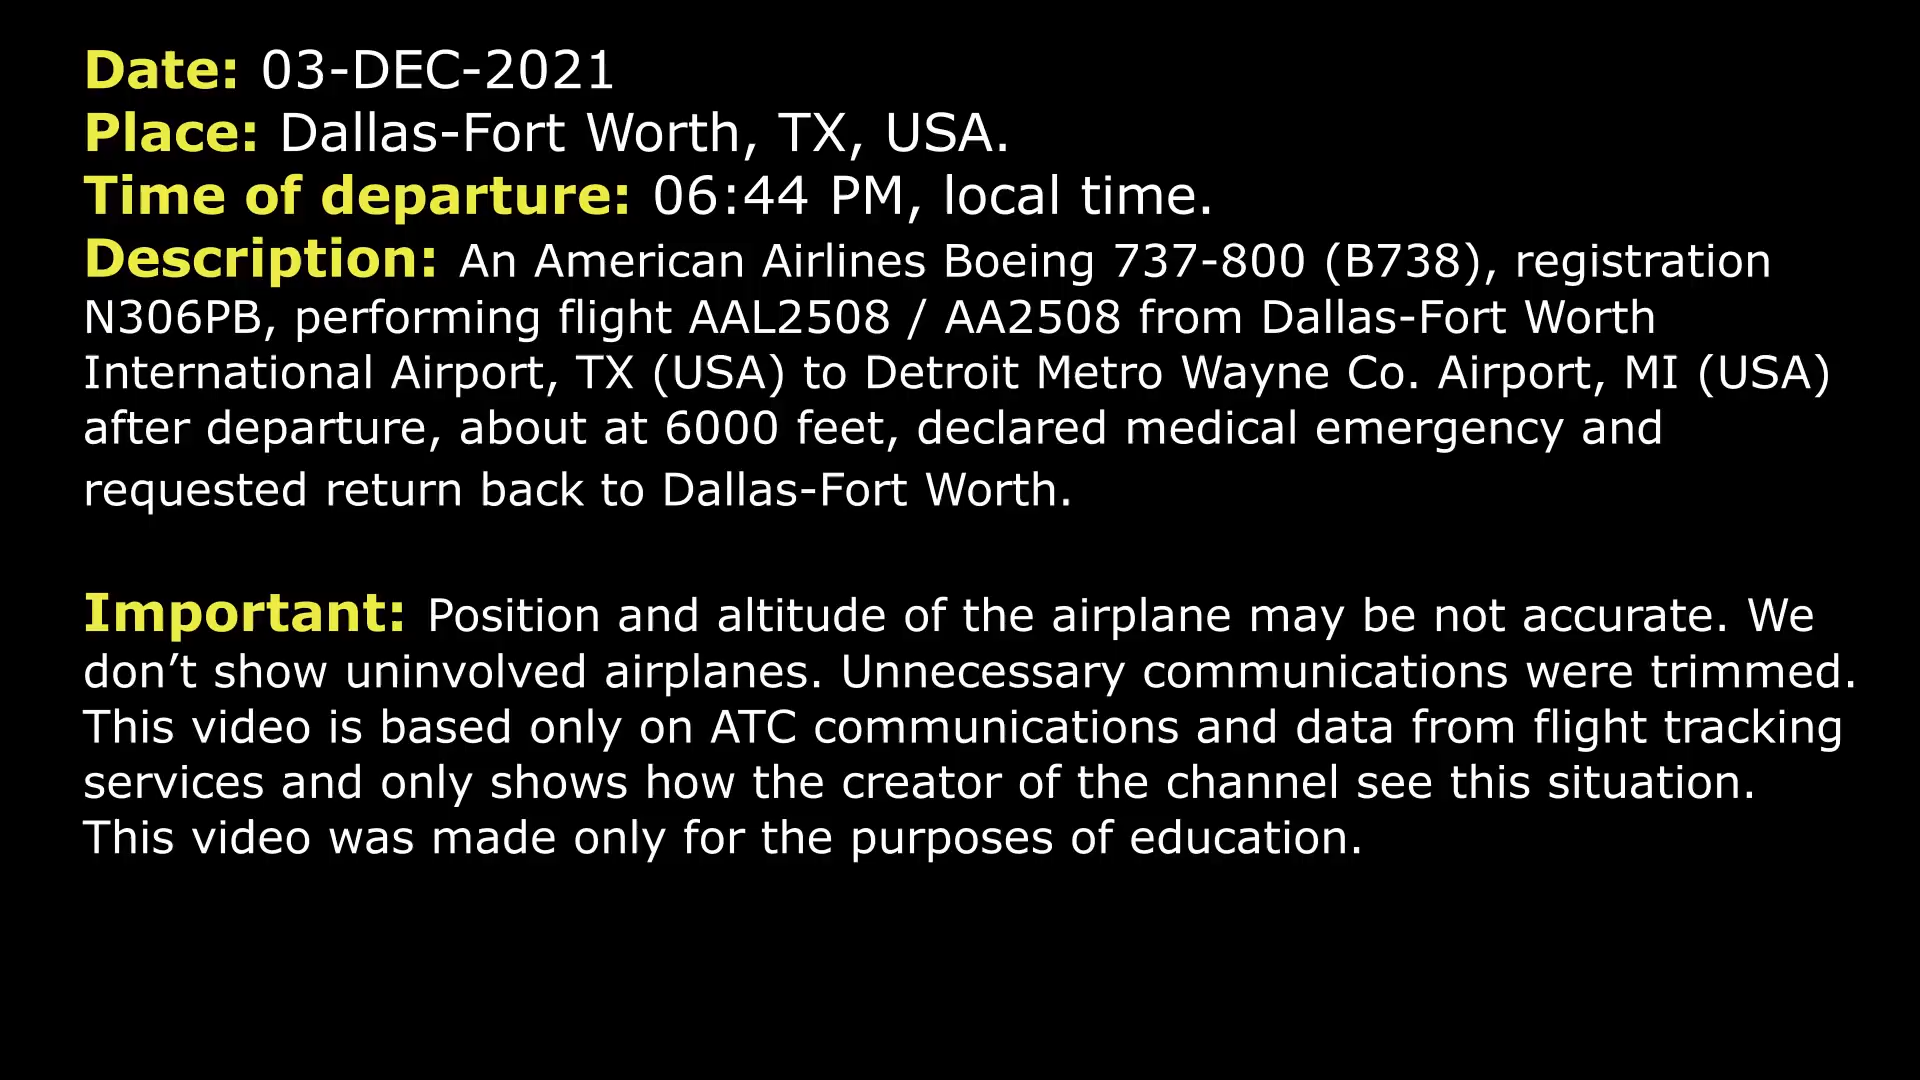 Date: 03-DEC-2021
Place: Dallas-Fort Worth, TX, USA.
Time of departure: 06:44 PM, local time.
Description: An American Airlines Boeing 737-800 (B738), registration
N306PB, performing flight AAL2508 / AA2508 from Dallas-Fort Worth
International Airport, TX (USA) to Detroit Metro Wayne Co. Airport, MI (USA)
after departure, about at 6000 feet, declared medical emergency and
requested return back to Dallas-Fort Worth.
Important: Position and altitude of the airplane may be not accurate. We
don’t show uninvolved airplanes. Unnecessary communications were trimmed.
This video is based only on ATC communications and data from flight tracking
services and only shows how the creator of the channel see this situation.
This video was made only for the purposes of education.